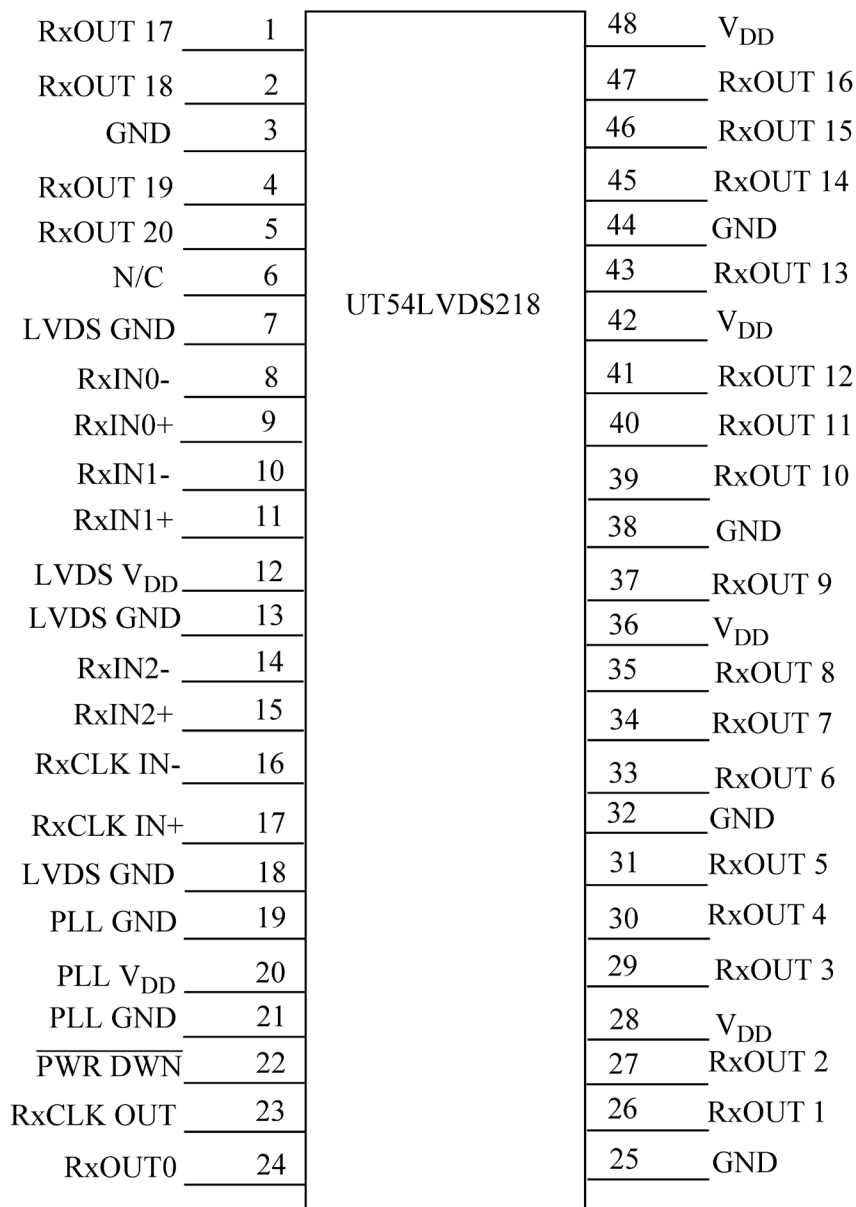 RxOUT 17 1
RxOUT 18 2
GND 3
RxOUT 19 4
RxOUT 20 5
N/C 6
LVDS GND 7
RxIN0- 8
RxIN0+ 9
RxIN1- 10
RxIN1+ 11
LVDS VDD 12
LVDS GND 13
RxIN2- 14
RxIN2+ 15
RxCLK IN- 16
RxCLK IN+ 17
LVDS GND 18
PLL GND 19
PLL VDD 20
PLL GND 21
PWR DWN 22
RxCLK OUT 23
RxOUT0 24
UT54LVDS218
48 VDD
47 RxOUT 16
46 RxOUT 15
45 RxOUT 14
44 GND
43 RxOUT 13
42 VDD
41 RxOUT 12
40 RxOUT 11
39 RxOUT 10
38 GND
37 RxOUT 9
36 VDD
35 RxOUT 8
34 RxOUT 7
33 RxOUT 6
32 GND
31 RxOUT 5
30 RxOUT 4
29 RxOUT 3
28 VDD
27 RxOUT 2
26 RxOUT 1
25 GND